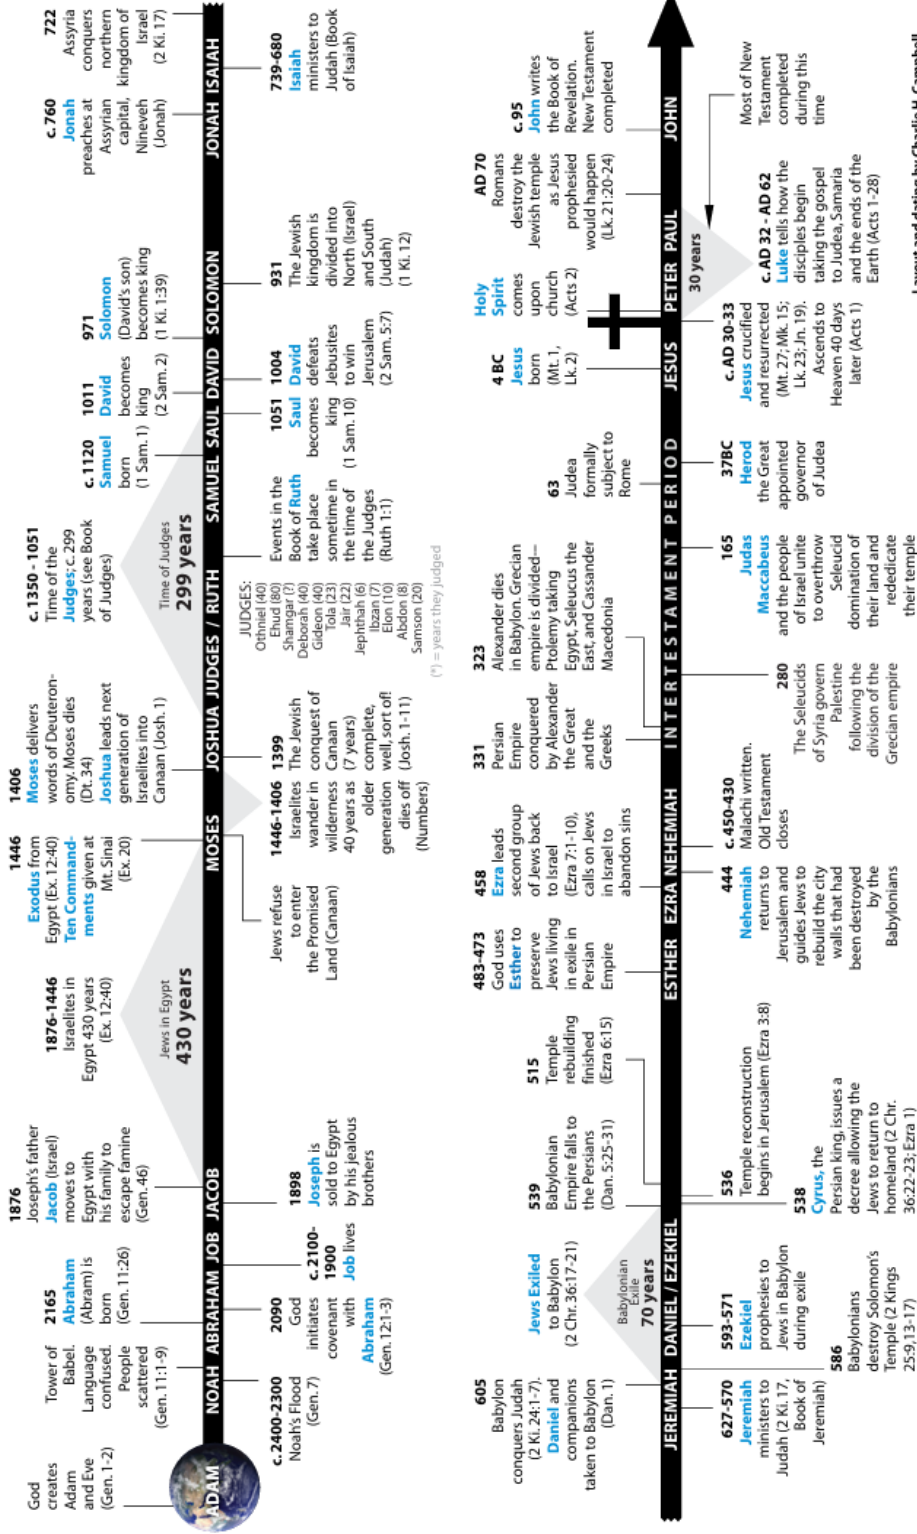 God
creates
Adam
and Eve
(Gen. 1-2)
Tower of
Babel.
Language
confused.
People
scattered
(Gen. 11:1-9)
2165
Abraham
(Abram) is
born
(Gen. 11:26)
1876
Joseph's father
Jacob (Israel)
moves to
Egypt with
his family to
escape famine
(Gen. 46)
1876-1446
Israelites in
Egypt 430 years
(Ex. 12:40)
1446
Exodus from
Egypt (Ex. 12:40)
Ten Command-
ments given at
Mt. Sinai
(Ex. 20)
1406
Moses delivers
words of Deuteron-
omy. Moses dies
(Dt. 34)
Joshua leads next
generation of
Israelites into
Canaan (Josh. 1)
c. 1350 - 1051
Time of the
Judges; c. 299
years (see Book
of Judges)
c. 1120
Samuel
born
(1 Sam. 1)
1011
David
becomes
king
(2 Sam. 2)
971
Solomon
(David's son)
becomes king
(1 Ki. 1:39)
c. 760
Jonah
preaches at
Assyrian
capital,
Nineveh
(Jonah)
722
Assyria
conquers
northern
kingdom of
Israel
(2 Ki. 17)
Jews in Egypt
430 years
Time of Judges
299 years
ADAM NOAH ABRAHAM JOB JACOB MOSES JOSHUA JUDGES / RUTH SAMUEL SAUL DAVID SOLOMON JONAH ISAIAH
c.2400-2300
Noah's Flood
(Gen. 7)
2090
God
initiates
covenant
with
Abraham
(Gen. 12:1-3)
c. 2100-
1900
Job lives
1898
Joseph is
sold to Egypt
by his jealous
brothers
Jews refuse
to enter
the Promised
Land (Canaan)
1446-1406
Israelites
wander in
wilderness
40 years as
older
generation
dies off
(Numbers)
1399
The Jewish
conquest of
Canaan
(7 years)
complete,
well, sort of!
(Josh. 1-11)
JUDGES:
Othniel (40)
Ehud (80)
Shamgar (?)
Deborah (40)
Gideon (40)
Tola (23)
Jair (22)
Jephthah (6)
Ibzan (7)
Elon (10)
Abdon (8)
Samson (20)
(*) = years they judged
Events in the
Book of Ruth
take place
sometime in
the time of
the Judges
(Ruth 1:1)
1051
Saul
becomes
king
(1 Sam. 10)
1004
David
defeats
Jebusites
to win
Jerusalem
(2 Sam. 5:7)
931
The Jewish
kingdom is
divided into
North (Israel)
and South
(Judah)
(1 Ki. 12)
739-680
Isaiah
ministers to
Judah (Book
of Isaiah)
605
Babylon
conquers Judah
(2 Ki. 24:1-7).
Daniel and
companions
taken to Babylon
(Dan. 1)
Jews Exiled
to Babylon
(2 Chr. 36:17-21)
539
Babylonian
Empire falls to
the Persians
(Dan. 5:25-31)
515
Temple
rebuilding
finished
(Ezra 6:15)
483-473
God uses
Esther to
preserve
Jews living
in exile in
Persian
Empire
458
Ezra leads
second group
of Jews back
to Israel
(Ezra 7:1-10),
calls on Jews
in Israel to
abandon sins
331
Persian
Empire
conquered
by Alexander
the Great
and the
Greeks
323
Alexander dies
in Babylon. Grecian
empire is divided—
Ptolemy taking
Egypt, Seleucus the
East, and Cassander
Macedonia
63
Judea
formally
subject to
Rome
4 BC
Jesus
born
(Mt. 1,
Lk. 2)
Holy
Spirit
comes
upon
church
(Acts 2)
AD 70
Romans
destroy the
Jewish temple
as Jesus
prophesied
would happen
(Lk. 21:20-24)
c. 95
John writes
the Book of
Revelation.
New Testament
completed
Babylonian
Exile
70 years
JEREMIAH DANIEL / EZEKIEL ESTHER EZRA NEHEMIAH INTERTESTAMENT PERIOD JESUS PETER PAUL JOHN
30 years
627-570
Jeremiah
ministers to
Judah (2 Ki. 17,
Book of
Jeremiah)
586
Babylonians
destroy Solomon's
Temple (2 Kings
25:9, 13-17)
593-571
Ezekiel
prophesies to
Jews in Babylon
during exile
538
Cyrus, the
Persian king, issues a
decree allowing the
Jews to return to
homeland (2 Chr.
36:22-23; Ezra 1)
536
Temple reconstruction
begins in Jerusalem (Ezra 3:8)
444
Nehemiah
returns to
Jerusalem and
guides Jews to
rebuild the city
walls that had
been destroyed
by the
Babylonians
c. 450-430
Malachi written.
Old Testament
closes
280
The Seleucids
of Syria govern
Palestine
following the
division of the
Grecian empire
165
Judas
Maccabeus
and the people
of Israel unite
to overthrow
Seleucid
domination of
their land and
rededicate
their temple
37BC
Herod
the Great
appointed
governor
of Judea
c. AD 30-33
Jesus crucified
and resurrected
(Mt. 27; Mk. 15;
Lk. 23; Jn. 19).
Ascends to
Heaven 40 days
later (Acts 1)
c. AD 32 - AD 62
Luke tells how the
disciples begin
taking the gospel
to Judea, Samaria
and the ends of the
Earth (Acts 1-28)
Most of New
Testament
completed
during this
time
Layout and dating by Charlie H. Campbell